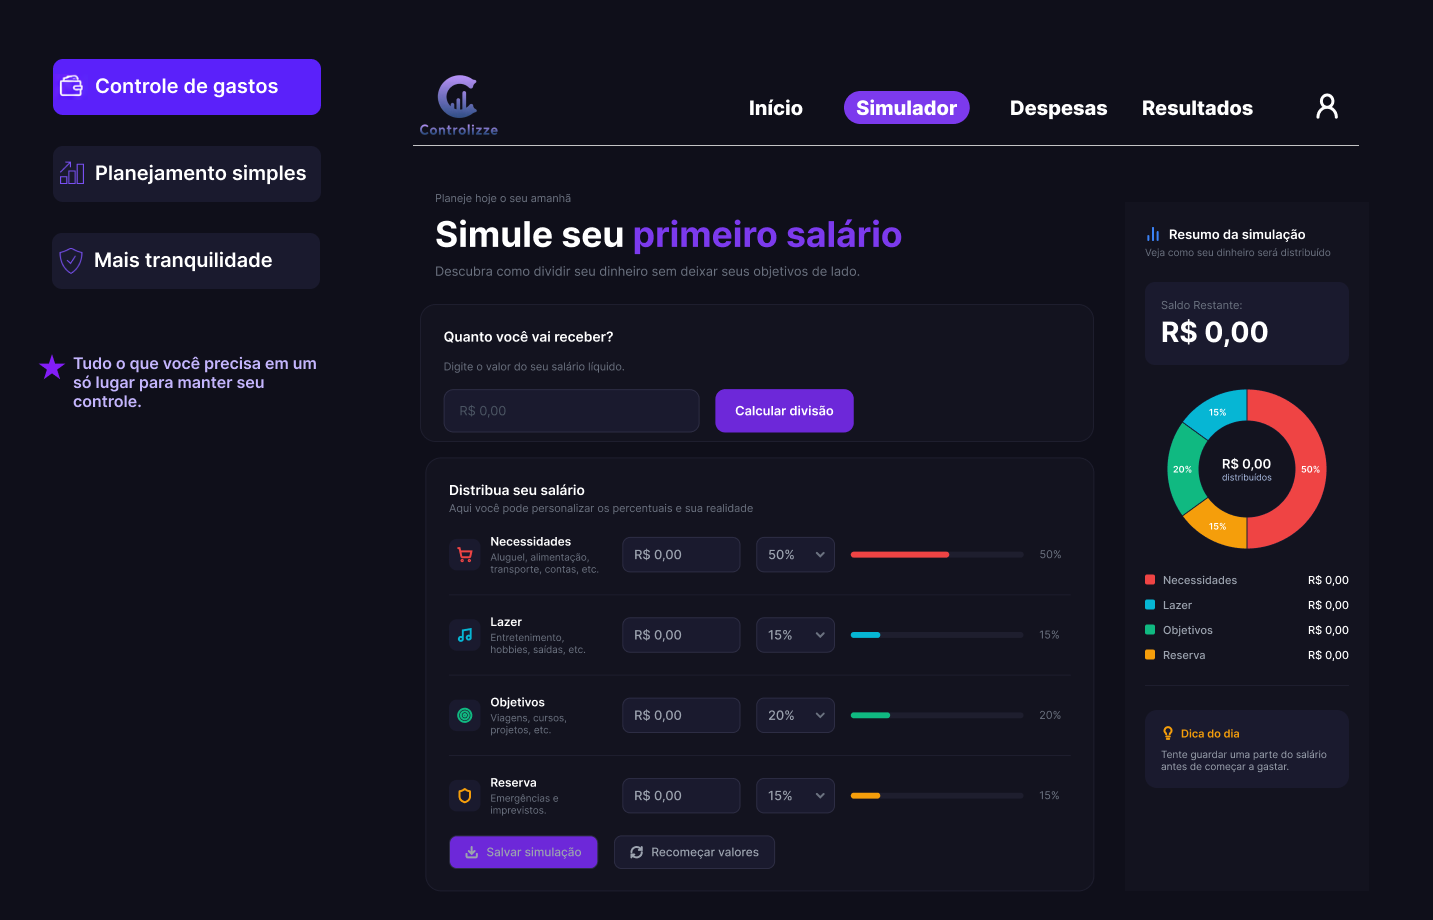 Controle de gastos
Planejamento simples
Mais tranquilidade
Tudo o que você precisa em um
só lugar para manter seu
controle.
Controlizze
Início
Simulador
Despesas
Resultados
Planeje hoje o seu amanhã
Simule seu primeiro salário
Descubra como dividir seu dinheiro sem deixar seus objetivos de lado.
Quanto você vai receber?
Digite o valor do seu salário líquido.
R$ 0,00
Calcular divisão
Distribua seu salário
Aqui você pode personalizar os percentuais e sua realidade
Necessidades
Aluguel, alimentação,
transporte, contas, etc.
R$ 0,00
50%
50%
Lazer
Entretenimento,
hobbies, saídas, etc.
R$ 0,00
15%
15%
Objetivos
Viagens, cursos,
projetos, etc.
R$ 0,00
20%
20%
Reserva
Emergências e
imprevistos.
R$ 0,00
15%
15%
Salvar simulação
Recomeçar valores
Resumo da simulação
Veja como seu dinheiro será distribuído
Saldo Restante:
R$ 0,00
15%
20%
R$ 0,00
distribuídos
50%
15%
Necessidades R$ 0,00
Lazer R$ 0,00
Objetivos R$ 0,00
Reserva R$ 0,00
Dica do dia
Tente guardar uma parte do salário
antes de começar a gastar.